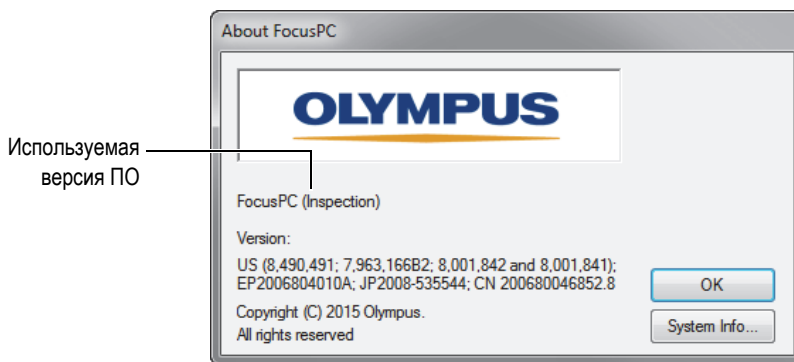 About FocusPC
OLYMPUS
Используемая
версия ПО
FocusPC (Inspection)
Version:
US (8,490,491; 7,963,166B2; 8,001,842 and 8,001,841);
EP2006804010A; JP2008-535544; CN 200680046852.8
OK
Copyright (C) 2015 Olympus.
All rights reserved
System Info...